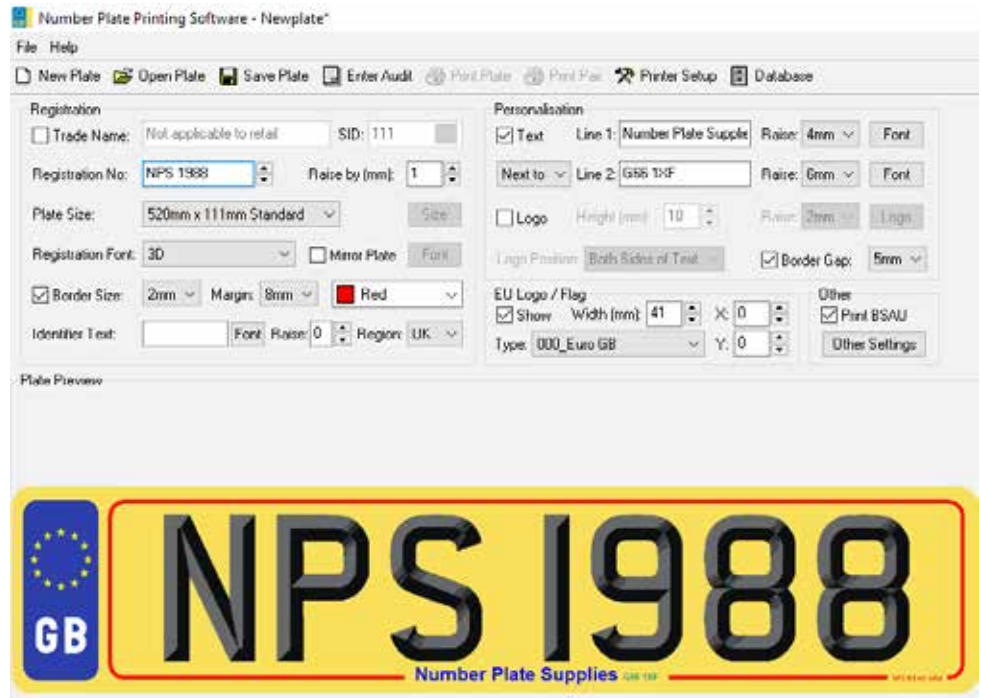 Number Plate Printing Software - Newplate*
File Help
New Plate Open Plate Save Plate Enter Audit Print Plate Print Pair Printer Setup Database
Registration
Trade Name: Not applicable to retail SID: 111
Registration No: NPS 1988 Raise by (mm): 1
Plate Size: 520mm x 111mm Standard Size
Registration Font: 3D Mirror Plate Font
Border Size: 2mm Margin: 8mm Red
Identifier Text: Font Raise: 0 Region: UK
Personalisation
Text Line 1: Number Plate Supplie Raise: 4mm Font
Next to Line 2: G66 1XF Raise: 6mm Font
Logo Height (mm): 10 Raise: 2mm Logo
Logo Position: Both Sides of Text Border Gap: 5mm
EU Logo / Flag
Show Width (mm): 41 X: 0
Type: 000_Euro GB Y: 0
Other
Print BSAU
Other Settings
Plate Preview
GB
NPS 1988
Number Plate Supplies G66 1XF